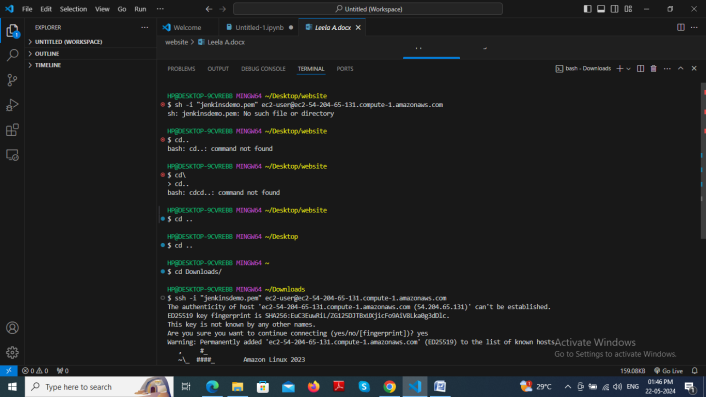 File Edit Selection View Go Run ... Untitled (Workspace)
EXPLORER ...
Welcome Untitled-1.ipynb Leela A.docx
UNTITLED (WORKSPACE)
OUTLINE
TIMELINE
website > Leela A.docx
PROBLEMS OUTPUT DEBUG CONSOLE TERMINAL PORTS
bash - Downloads
HP@DESKTOP-9CVREBB MINGW64 ~/Desktop/website
$ sh -i "jenkinsdemo.pem" ec2-user@ec2-54-204-65-131.compute-1.amazonaws.com
sh: jenkinsdemo.pem: No such file or directory
HP@DESKTOP-9CVREBB MINGW64 ~/Desktop/website
$ cd..
bash: cd..: command not found
HP@DESKTOP-9CVREBB MINGW64 ~/Desktop/website
$ cd\
> cd..
bash: cdcd..: command not found
HP@DESKTOP-9CVREBB MINGW64 ~/Desktop/website
$ cd ..
HP@DESKTOP-9CVREBB MINGW64 ~/Desktop
$ cd ..
HP@DESKTOP-9CVREBB MINGW64 ~
$ cd Downloads/
HP@DESKTOP-9CVREBB MINGW64 ~/Downloads
$ ssh -i "jenkinsdemo.pem" ec2-user@ec2-54-204-65-131.compute-1.amazonaws.com
The authenticity of host 'ec2-54-204-65-131.compute-1.amazonaws.com (54.204.65.131)' can't be established.
ED25519 key fingerprint is
This key is not known by any other names.
Are you sure you want to continue connecting (yes/no/[fingerprint])? yes
Warning: Permanently added 'ec2-54-204-65-131.compute-1.amazonaws.com' (ED25519) to the list of known hosts.
, #_
~\_ ####_ Amazon Linux 2023
Activate Windows
Go to Settings to activate Windows.
0 0 0 159.08KB Go Live
Type here to search
29°C ENG 01:46 PM
22-05-2024